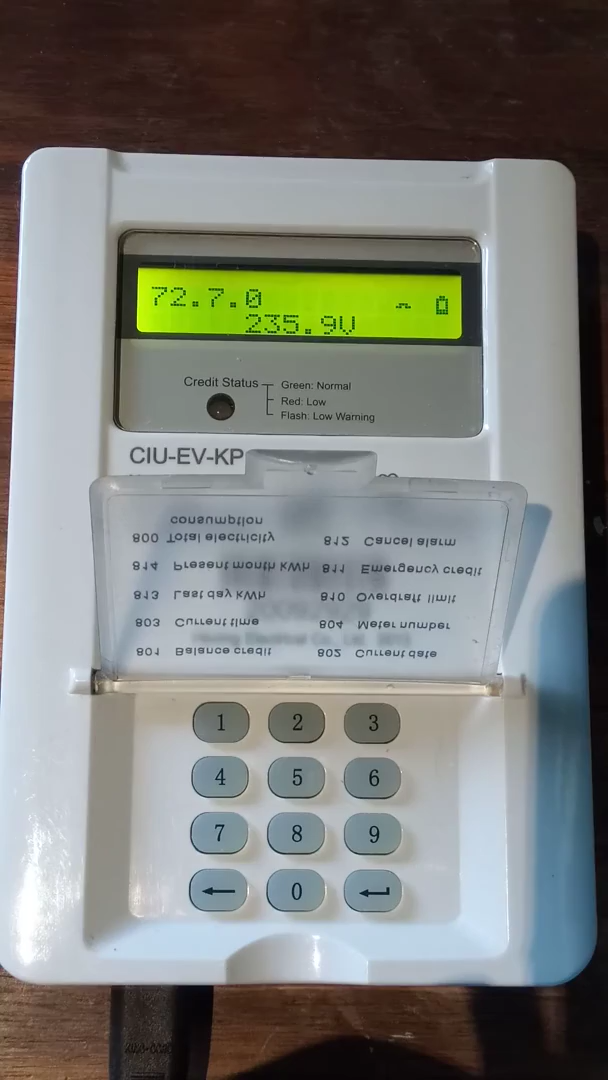 72.7.0
235.9V
Credit Status
Green: Normal
Red: Low
Flash: Low Warning
CIU-EV-KP
801 Balance credit 802 Current date
803 Current time 804 Meter number
813 Last day kWh 810 Overdraft limit
814 Present month kWh 811 Emergency credit
800 Total electricity consumption 812 Cancel alarm
1 2 3
4 5 6
7 8 9
← 0 ↵